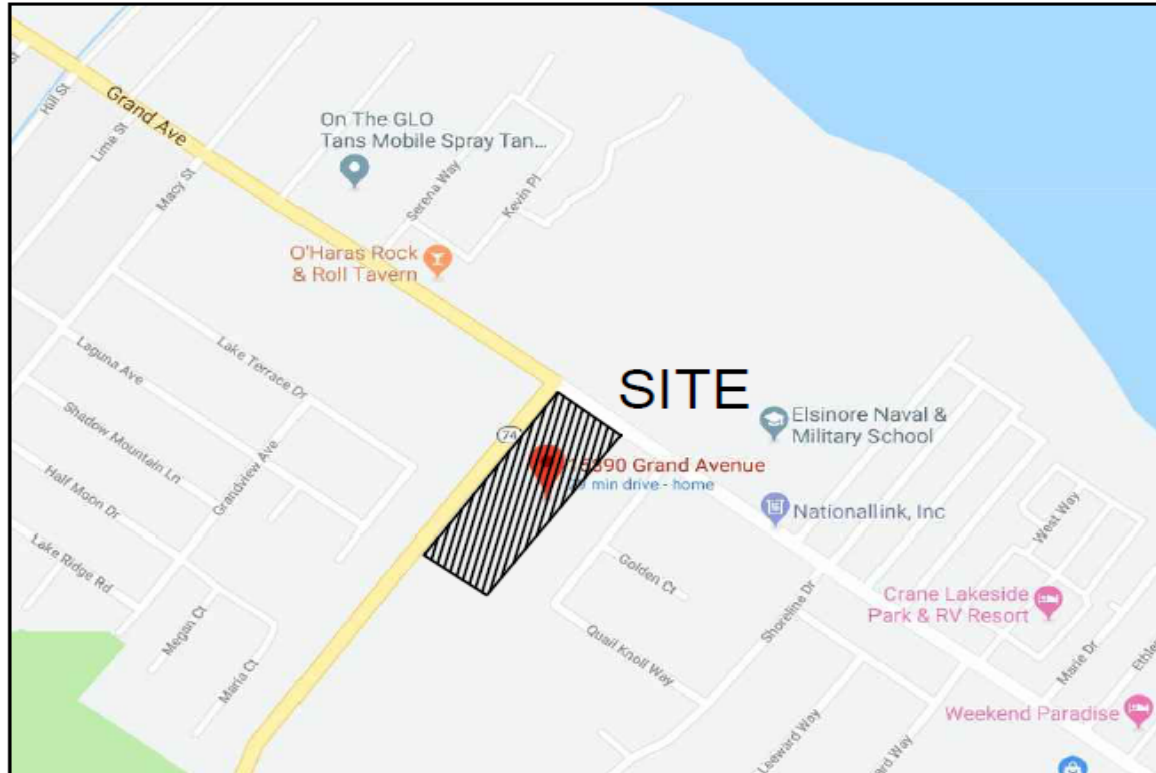 Hill St
Lime St
Macy St
Grand Ave
On The GLO
Tans Mobile Spray Tan...
Serena Way
Kevin Pl
O'Haras Rock
& Roll Tavern
Laguna Ave
Lake Terrace Dr
Shadow Mountain Ln
Grandview Ave
Half Moon Dr
Lake Ridge Rd
Megan Ct
Maria Ct
74
SITE
Elsinore Naval &
Military School
Grand Avenue
min drive - home
Nationallink, Inc
West Way
Golden Ct
Shoreline Dr
Crane Lakeside
Park & RV Resort
Quail Knoll Way
Marie Dr
Leeward Way
Weekend Paradise